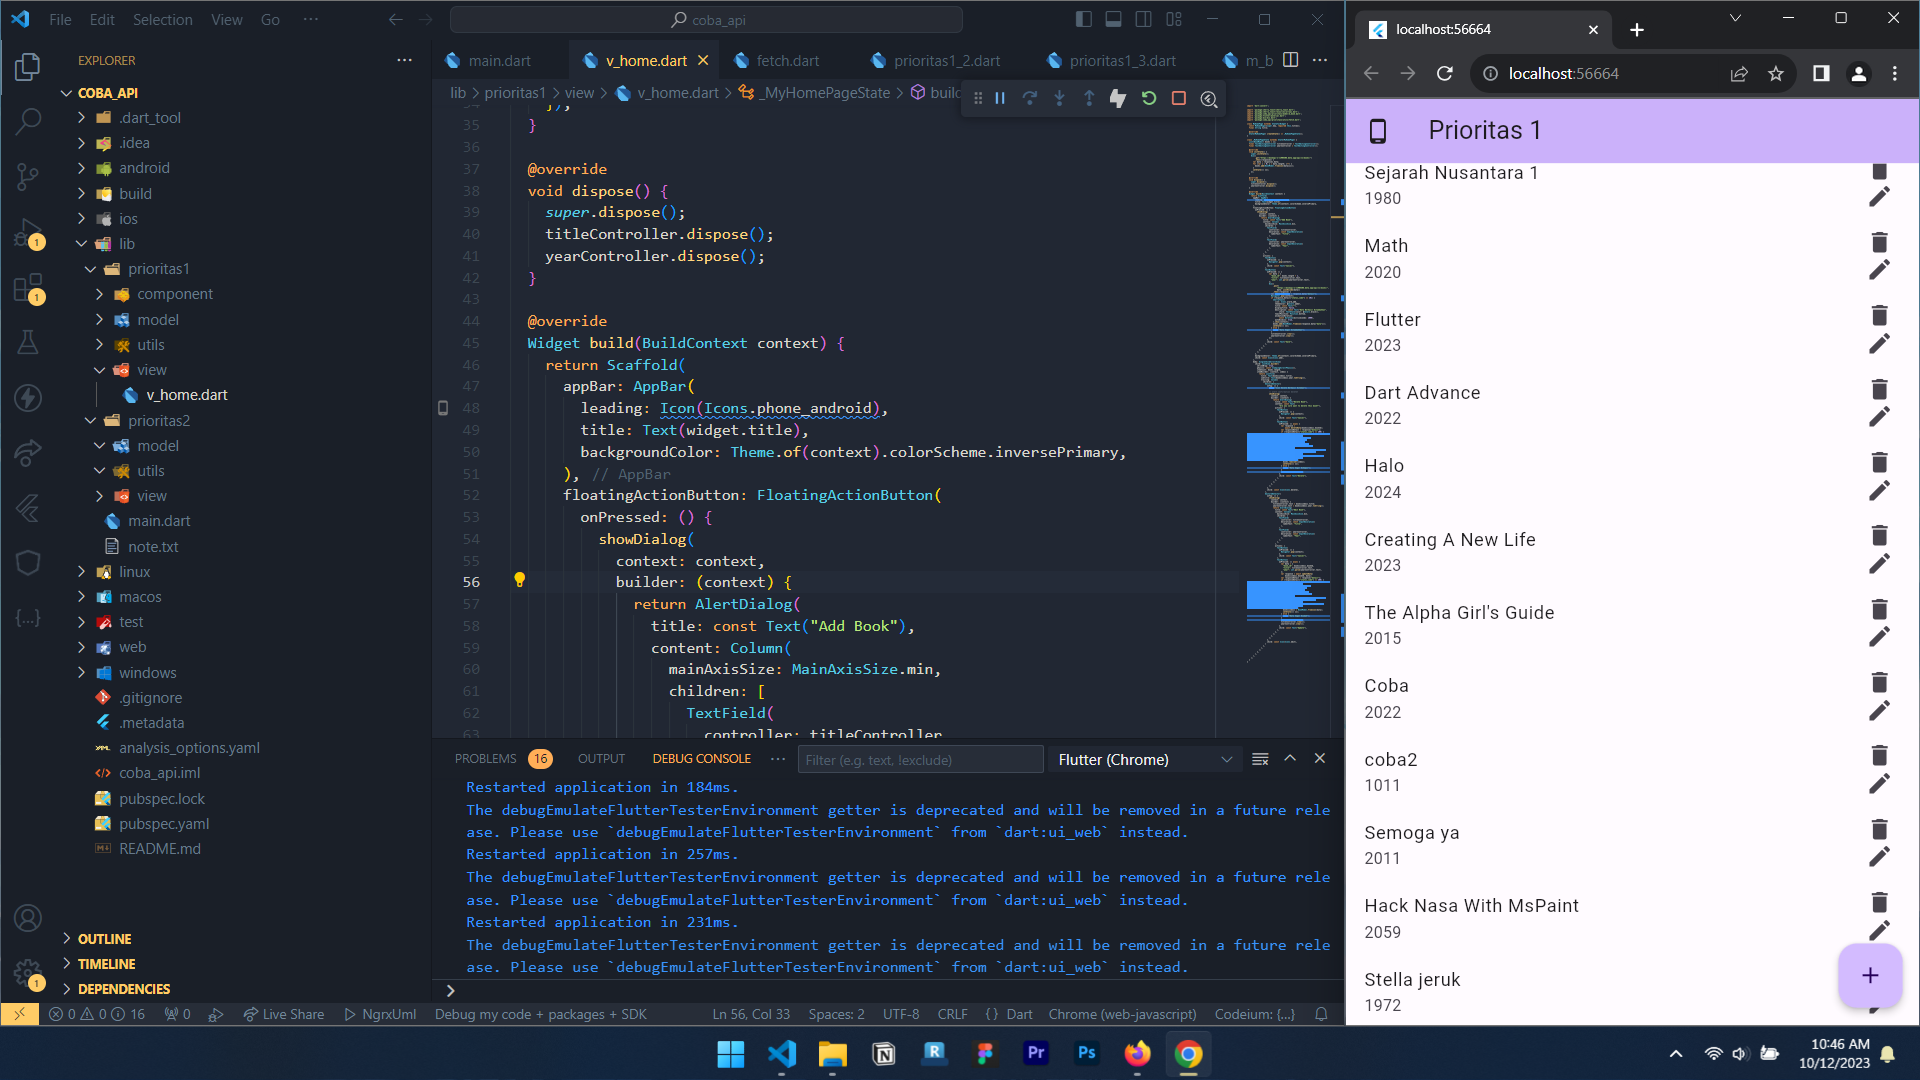 File Edit Selection View Go ...
coba_api
EXPLORER
COBA_API
.dart_tool
.idea
android
build
ios
lib
prioritas1
component
model
utils
view
v_home.dart
prioritas2
model
utils
view
main.dart
note.txt
linux
macos
test
web
windows
.gitignore
.metadata
analysis_options.yaml
coba_api.iml
pubspec.lock
pubspec.yaml
README.md
OUTLINE
TIMELINE
DEPENDENCIES
main.dart v_home.dart fetch.dart prioritas1_2.dart prioritas1_3.dart m_b
lib > prioritas1 > view > v_home.dart > _MyHomePageState > build
35 }
36
37 @override
38 void dispose() {
39 super.dispose();
40 titleController.dispose();
41 yearController.dispose();
42 }
43
44 @override
45 Widget build(BuildContext context) {
46 return Scaffold(
47 appBar: AppBar(
48 leading: Icon(Icons.phone_android),
49 title: Text(widget.title),
50 backgroundColor: Theme.of(context).colorScheme.inversePrimary,
51 ), // AppBar
52 floatingActionButton: FloatingActionButton(
53 onPressed: () {
54 showDialog(
55 context: context,
56 builder: (context) {
57 return AlertDialog(
58 title: const Text("Add Book"),
59 content: Column(
60 mainAxisSize: MainAxisSize.min,
61 children: [
62 TextField(
63 controller: titleController
PROBLEMS 16 OUTPUT DEBUG CONSOLE ... Filter (e.g. text, !exclude) Flutter (Chrome)
Restarted application in 184ms.
The debugEmulateFlutterTesterEnvironment getter is deprecated and will be removed in a future rele
ase. Please use `debugEmulateFlutterTesterEnvironment` from `dart:ui_web` instead.
Restarted application in 257ms.
The debugEmulateFlutterTesterEnvironment getter is deprecated and will be removed in a future rele
ase. Please use `debugEmulateFlutterTesterEnvironment` from `dart:ui_web` instead.
Restarted application in 231ms.
The debugEmulateFlutterTesterEnvironment getter is deprecated and will be removed in a future rele
ase. Please use `debugEmulateFlutterTesterEnvironment` from `dart:ui_web` instead.
0 0 16 0 Live Share NgrxUml Debug my code + packages + SDK Ln 56, Col 33 Spaces: 2 UTF-8 CRLF {} Dart Chrome (web-javascript) Codeium: {...}
localhost:56664
localhost:56664
Prioritas 1
Sejarah Nusantara 1
1980
Math
2020
Flutter
2023
Dart Advance
2022
Halo
2024
Creating A New Life
2023
The Alpha Girl's Guide
2015
Coba
2022
coba2
1011
Semoga ya
2011
Hack Nasa With MsPaint
2059
Stella jeruk
1972
+
R Pr Ps
10:46 AM
10/12/2023